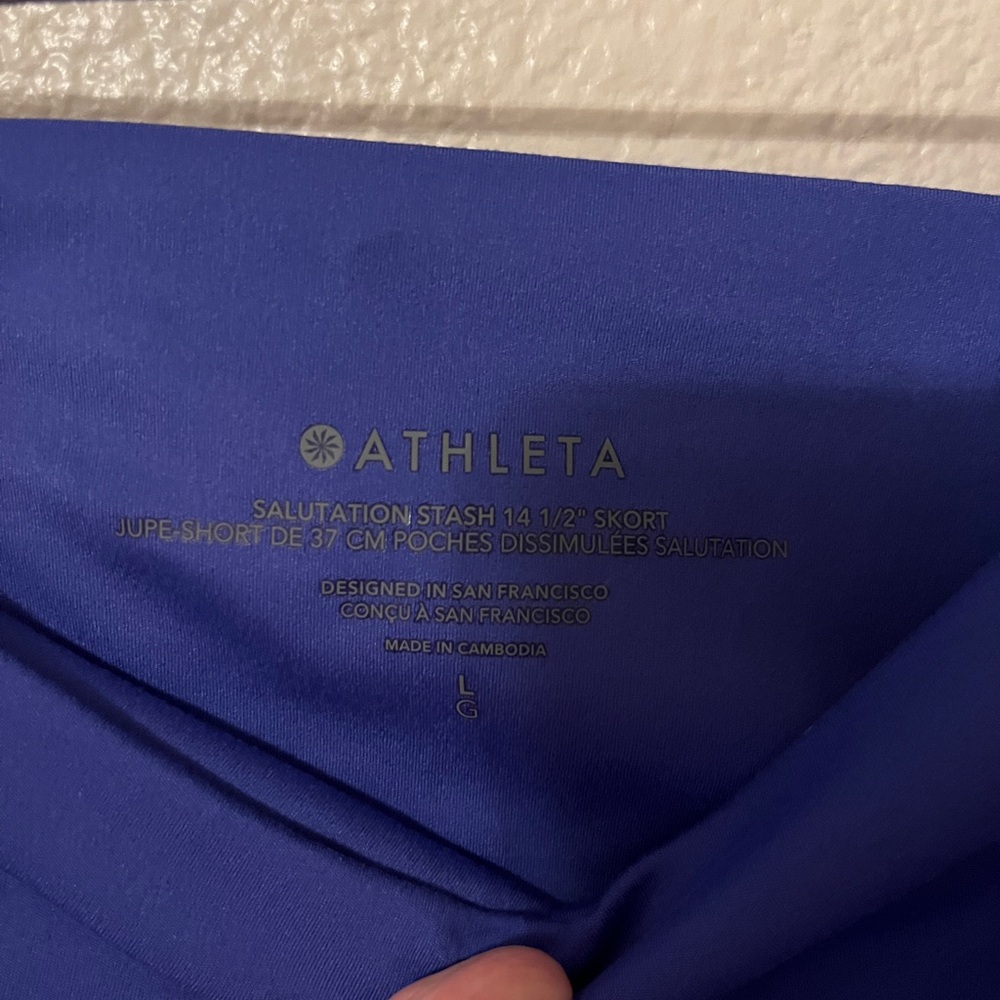 ATHLETA
SALUTATION STASH 14 1/2" SKORT
JUPE-SHORT DE 37 CM POCHES DISSIMULÉES SALUTATION
DESIGNED IN SAN FRANCISCO
CONÇU À SAN FRANCISCO
MADE IN CAMBODIA
L
G